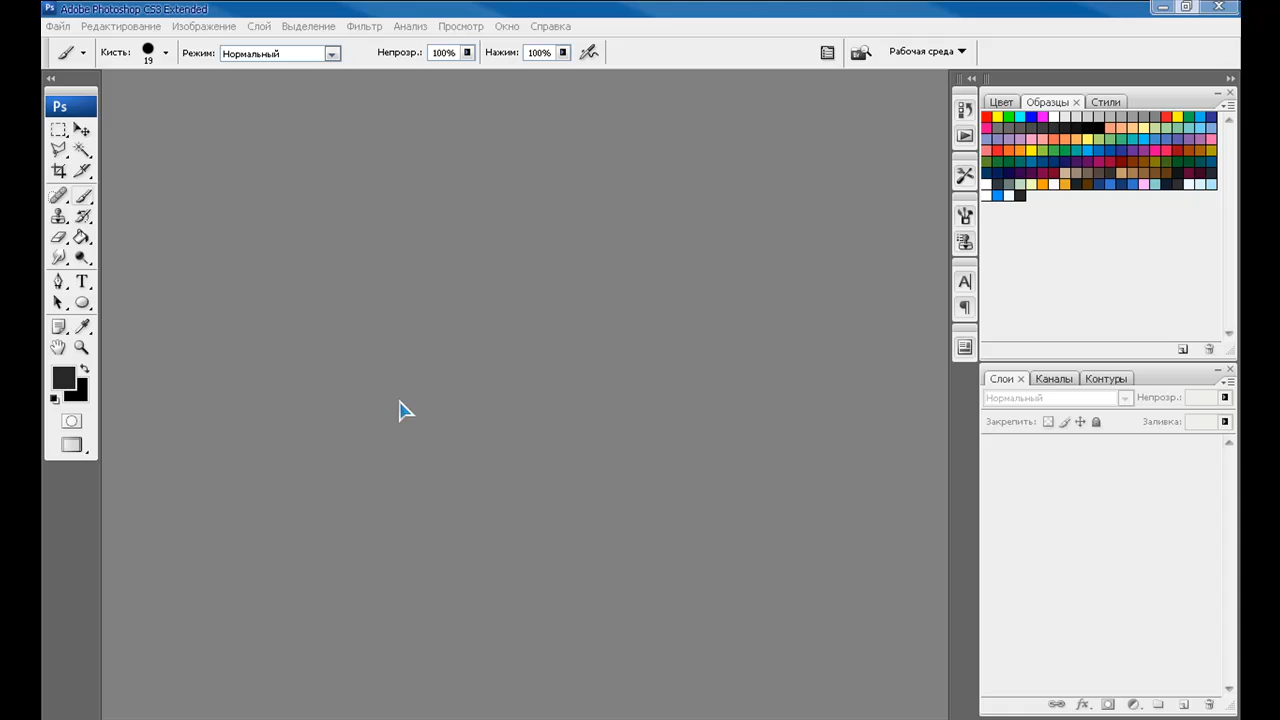 Adobe Photoshop CS3 Extended
Файл Редактирование Изображение Слой Выделение Фильтр Анализ Просмотр Окно Справка
Кисть: 19 Режим: Нормальный Непрозр.: 100% Нажим: 100% Рабочая среда
Ps
T
Цвет Образцы Стили
A
Слои Каналы Контуры
Нормальный Непрозр.:
Закрепить: Заливка:
fx